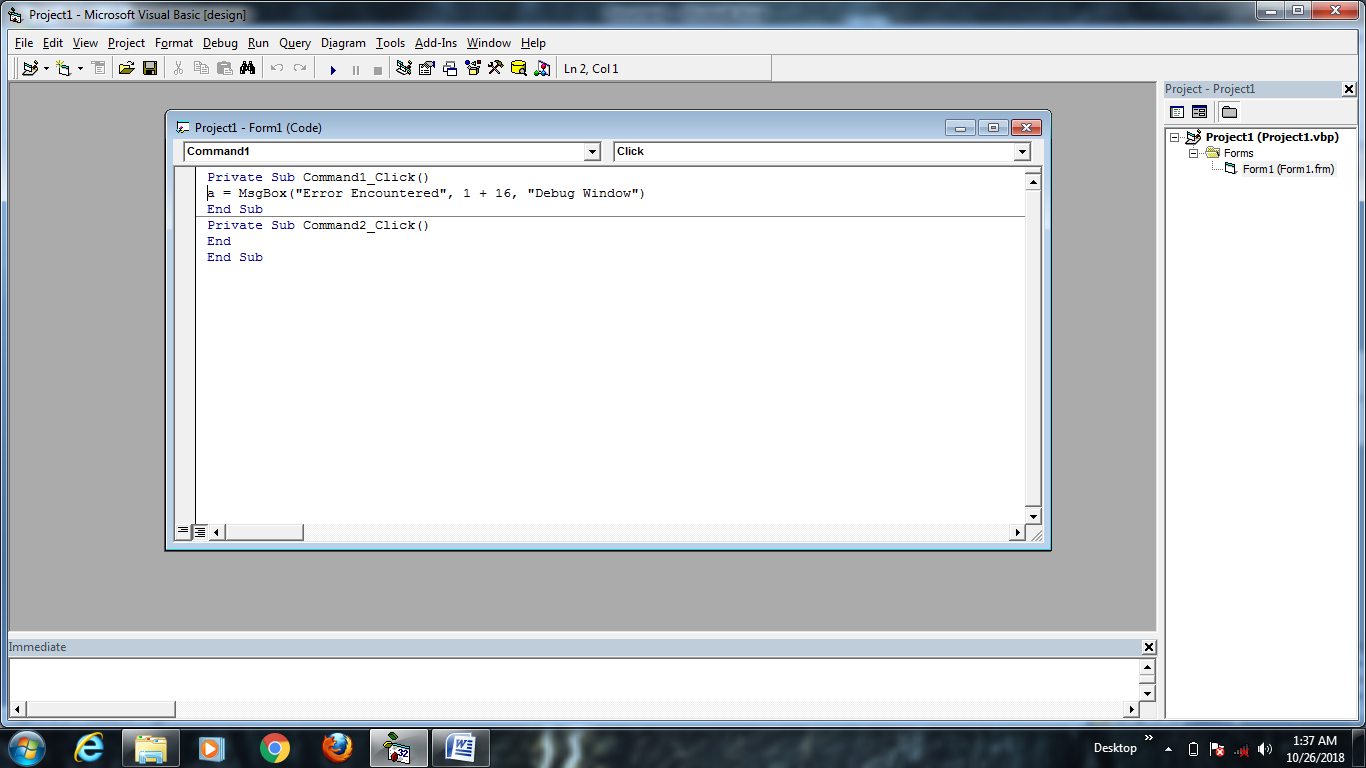 Project1 - Microsoft Visual Basic [design]
File Edit View Project Format Debug Run Query Diagram Tools Add-Ins Window Help
Ln 2, Col 1
Project - Project1
Project1 (Project1.vbp)
Forms
Form1 (Form1.frm)
Project1 - Form1 (Code)
Command1 Click
Private Sub Command1_Click()
a = MsgBox("Error Encountered", 1 + 16, "Debug Window")
End Sub
Private Sub Command2_Click()
End
End Sub
Immediate
32
Desktop
1:37 AM
10/26/2018